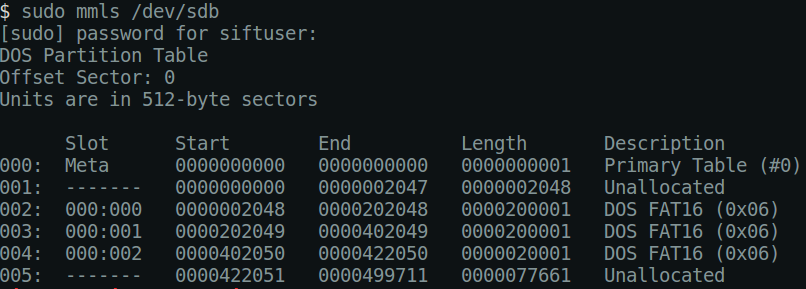 $ sudo mmls /dev/sdb
[sudo] password for siftuser:
DOS Partition Table
Offset Sector: 0
Units are in 512-byte sectors

      Slot      Start        End          Length       Description
000:  Meta      0000000000   0000000000   0000000001   Primary Table (#0)
001:  -------   0000000000   0000002047   0000002048   Unallocated
002:  000:000   0000002048   0000202048   0000200001   DOS FAT16 (0x06)
003:  000:001   0000202049   0000402049   0000200001   DOS FAT16 (0x06)
004:  000:002   0000402050   0000422050   0000020001   DOS FAT16 (0x06)
005:  -------   0000422051   0000499711   0000077661   Unallocated